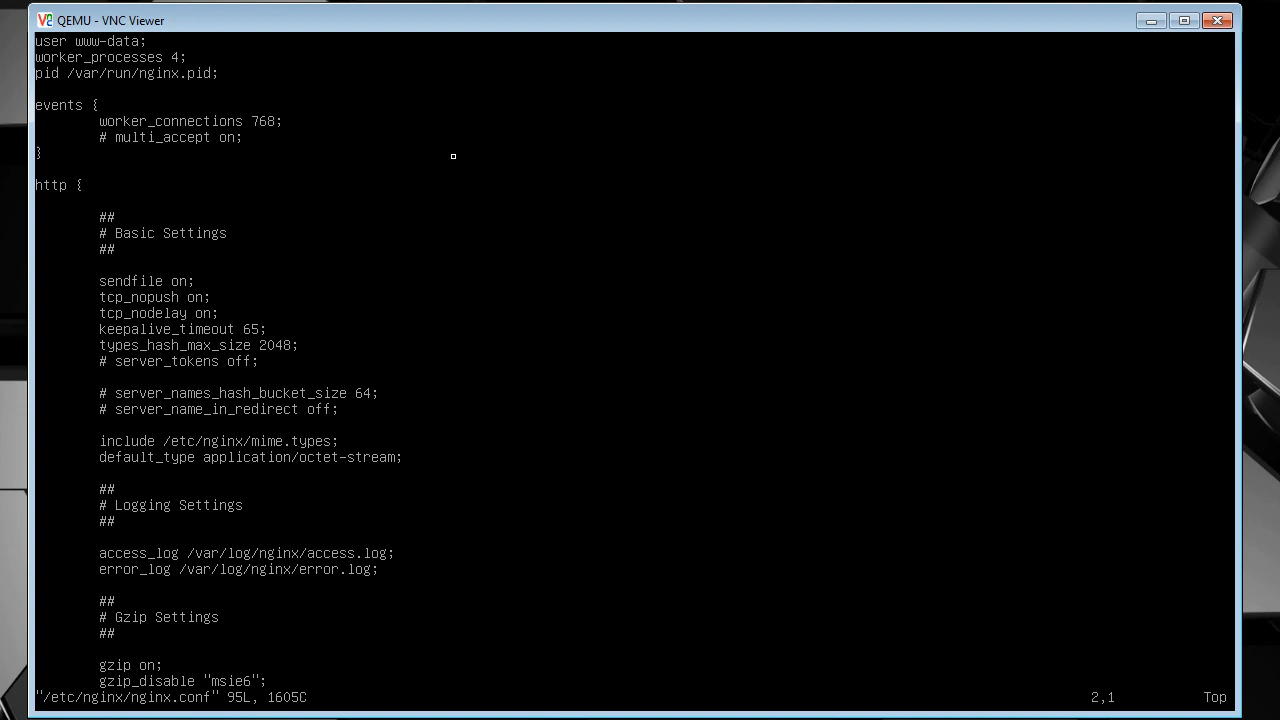 QEMU - VNC Viewer
user www-data;
worker_processes 4;
pid /var/run/nginx.pid;
events {
worker_connections 768;
# multi_accept on;
}
http {
##
# Basic Settings
##
sendfile on;
tcp_nopush on;
tcp_nodelay on;
keepalive_timeout 65;
types_hash_max_size 2048;
# server_tokens off;
# server_names_hash_bucket_size 64;
# server_name_in_redirect off;
include /etc/nginx/mime.types;
default_type application/octet-stream;
##
# Logging Settings
##
access_log /var/log/nginx/access.log;
error_log /var/log/nginx/error.log;
##
# Gzip Settings
##
gzip on;
gzip_disable "msie6";
"/etc/nginx/nginx.conf" 95L, 1605C 2,1 Top